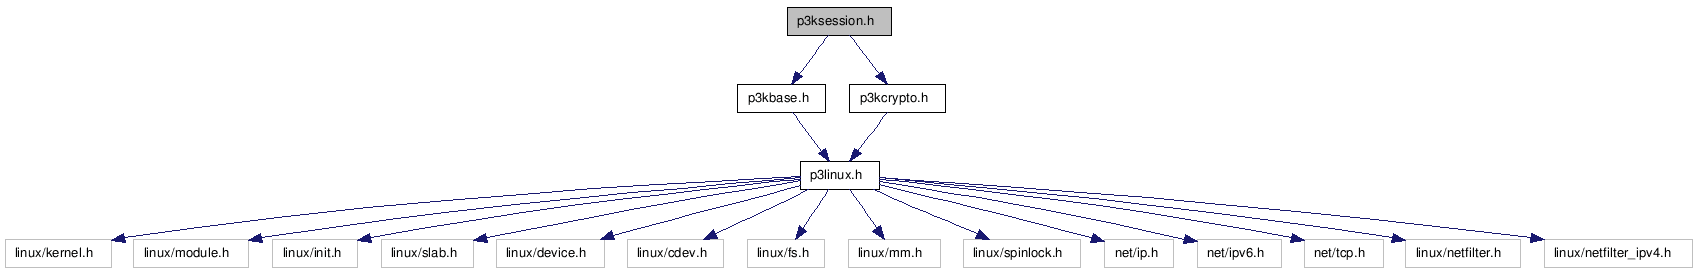 p3ksession.h
p3kbase.h
p3kcrypto.h
p3linux.h
linux/kernel.h
linux/module.h
linux/init.h
linux/slab.h
linux/device.h
linux/cdev.h
linux/fs.h
linux/mm.h
linux/spinlock.h
net/ip.h
net/ipv6.h
net/tcp.h
linux/netfilter.h
linux/netfilter_ipv4.h